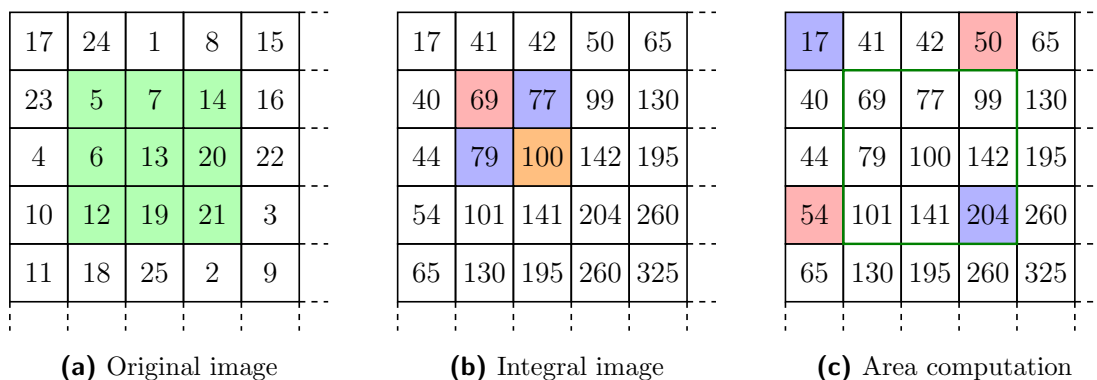 17 24 1 8 15
23 5 7 14 16
4 6 13 20 22
10 12 19 21 3
11 18 25 2 9
(a) Original image
17 41 42 50 65
40 69 77 99 130
44 79 100 142 195
54 101 141 204 260
65 130 195 260 325
(b) Integral image
17 41 42 50 65
40 69 77 99 130
44 79 100 142 195
54 101 141 204 260
65 130 195 260 325
(c) Area computation